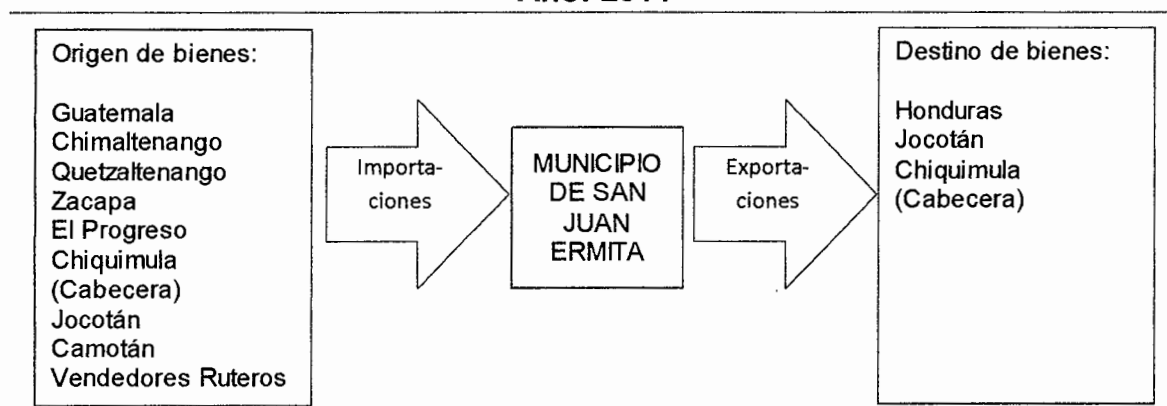 Origen de bienes:
Guatemala
Chimaltenango
Quetzaltenango
Zacapa
El Progreso
Chiquimula
(Cabecera)
Jocotán
Camotán
Vendedores Ruteros
Importa-
ciones
MUNICIPIO
DE SAN
JUAN
ERMITA
Exporta-
ciones
Destino de bienes:
Honduras
Jocotán
Chiquimula
(Cabecera)